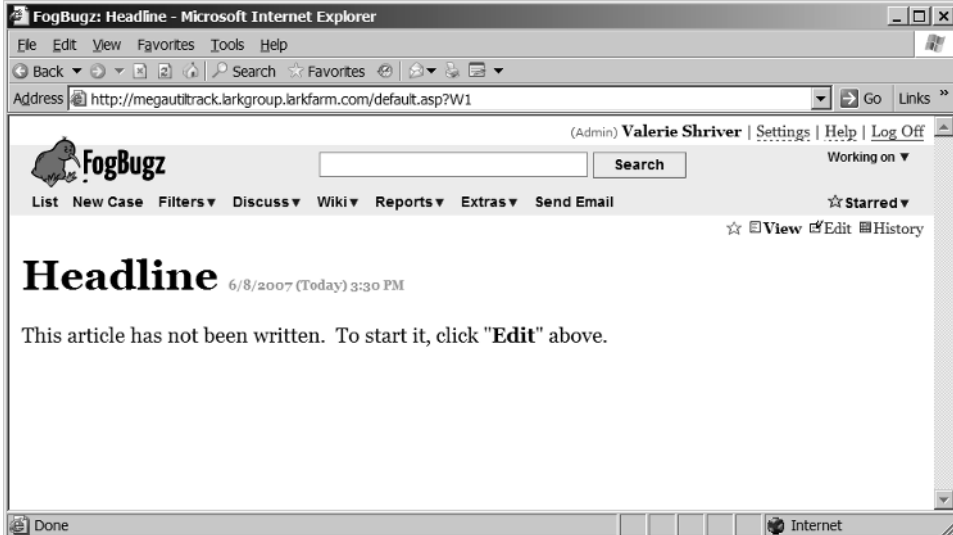 FogBugz: Headline - Microsoft Internet Explorer
File Edit View Favorites Tools Help
Back Search Favorites
Address http://megautiltrack.larkgroup.larkfarm.com/default.asp?W1 Go Links »
(Admin) Valerie Shriver | Settings | Help | Log Off
FogBugz Search Working on ▼
List New Case Filters▼ Discuss▼ Wiki▼ Reports▼ Extras▼ Send Email ☆Starred▼
☆ View Edit History
Headline 6/8/2007 (Today) 3:30 PM
This article has not been written. To start it, click "Edit" above.
Done Internet